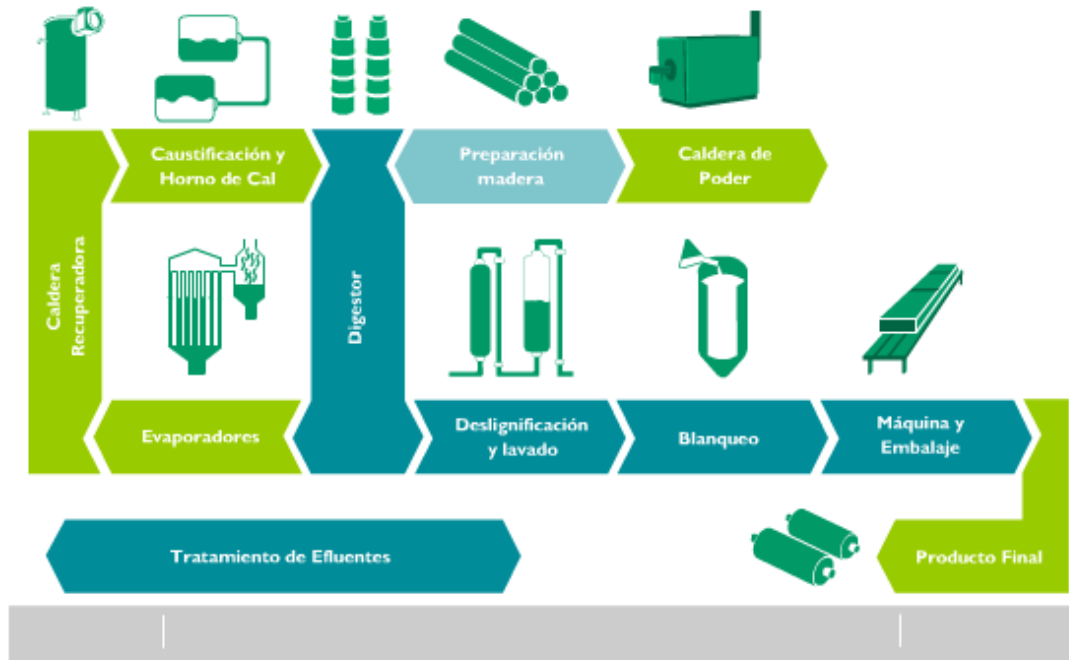 Caustificación y
Horno de Cal
Preparación
madera
Caldera de
Poder
Caldera
Recuperadora
Digestor
Evaporadores
Deslignificación
y lavado
Blanqueo
Máquina y
Embalaje
Tratamiento de Efluentes
Producto Final